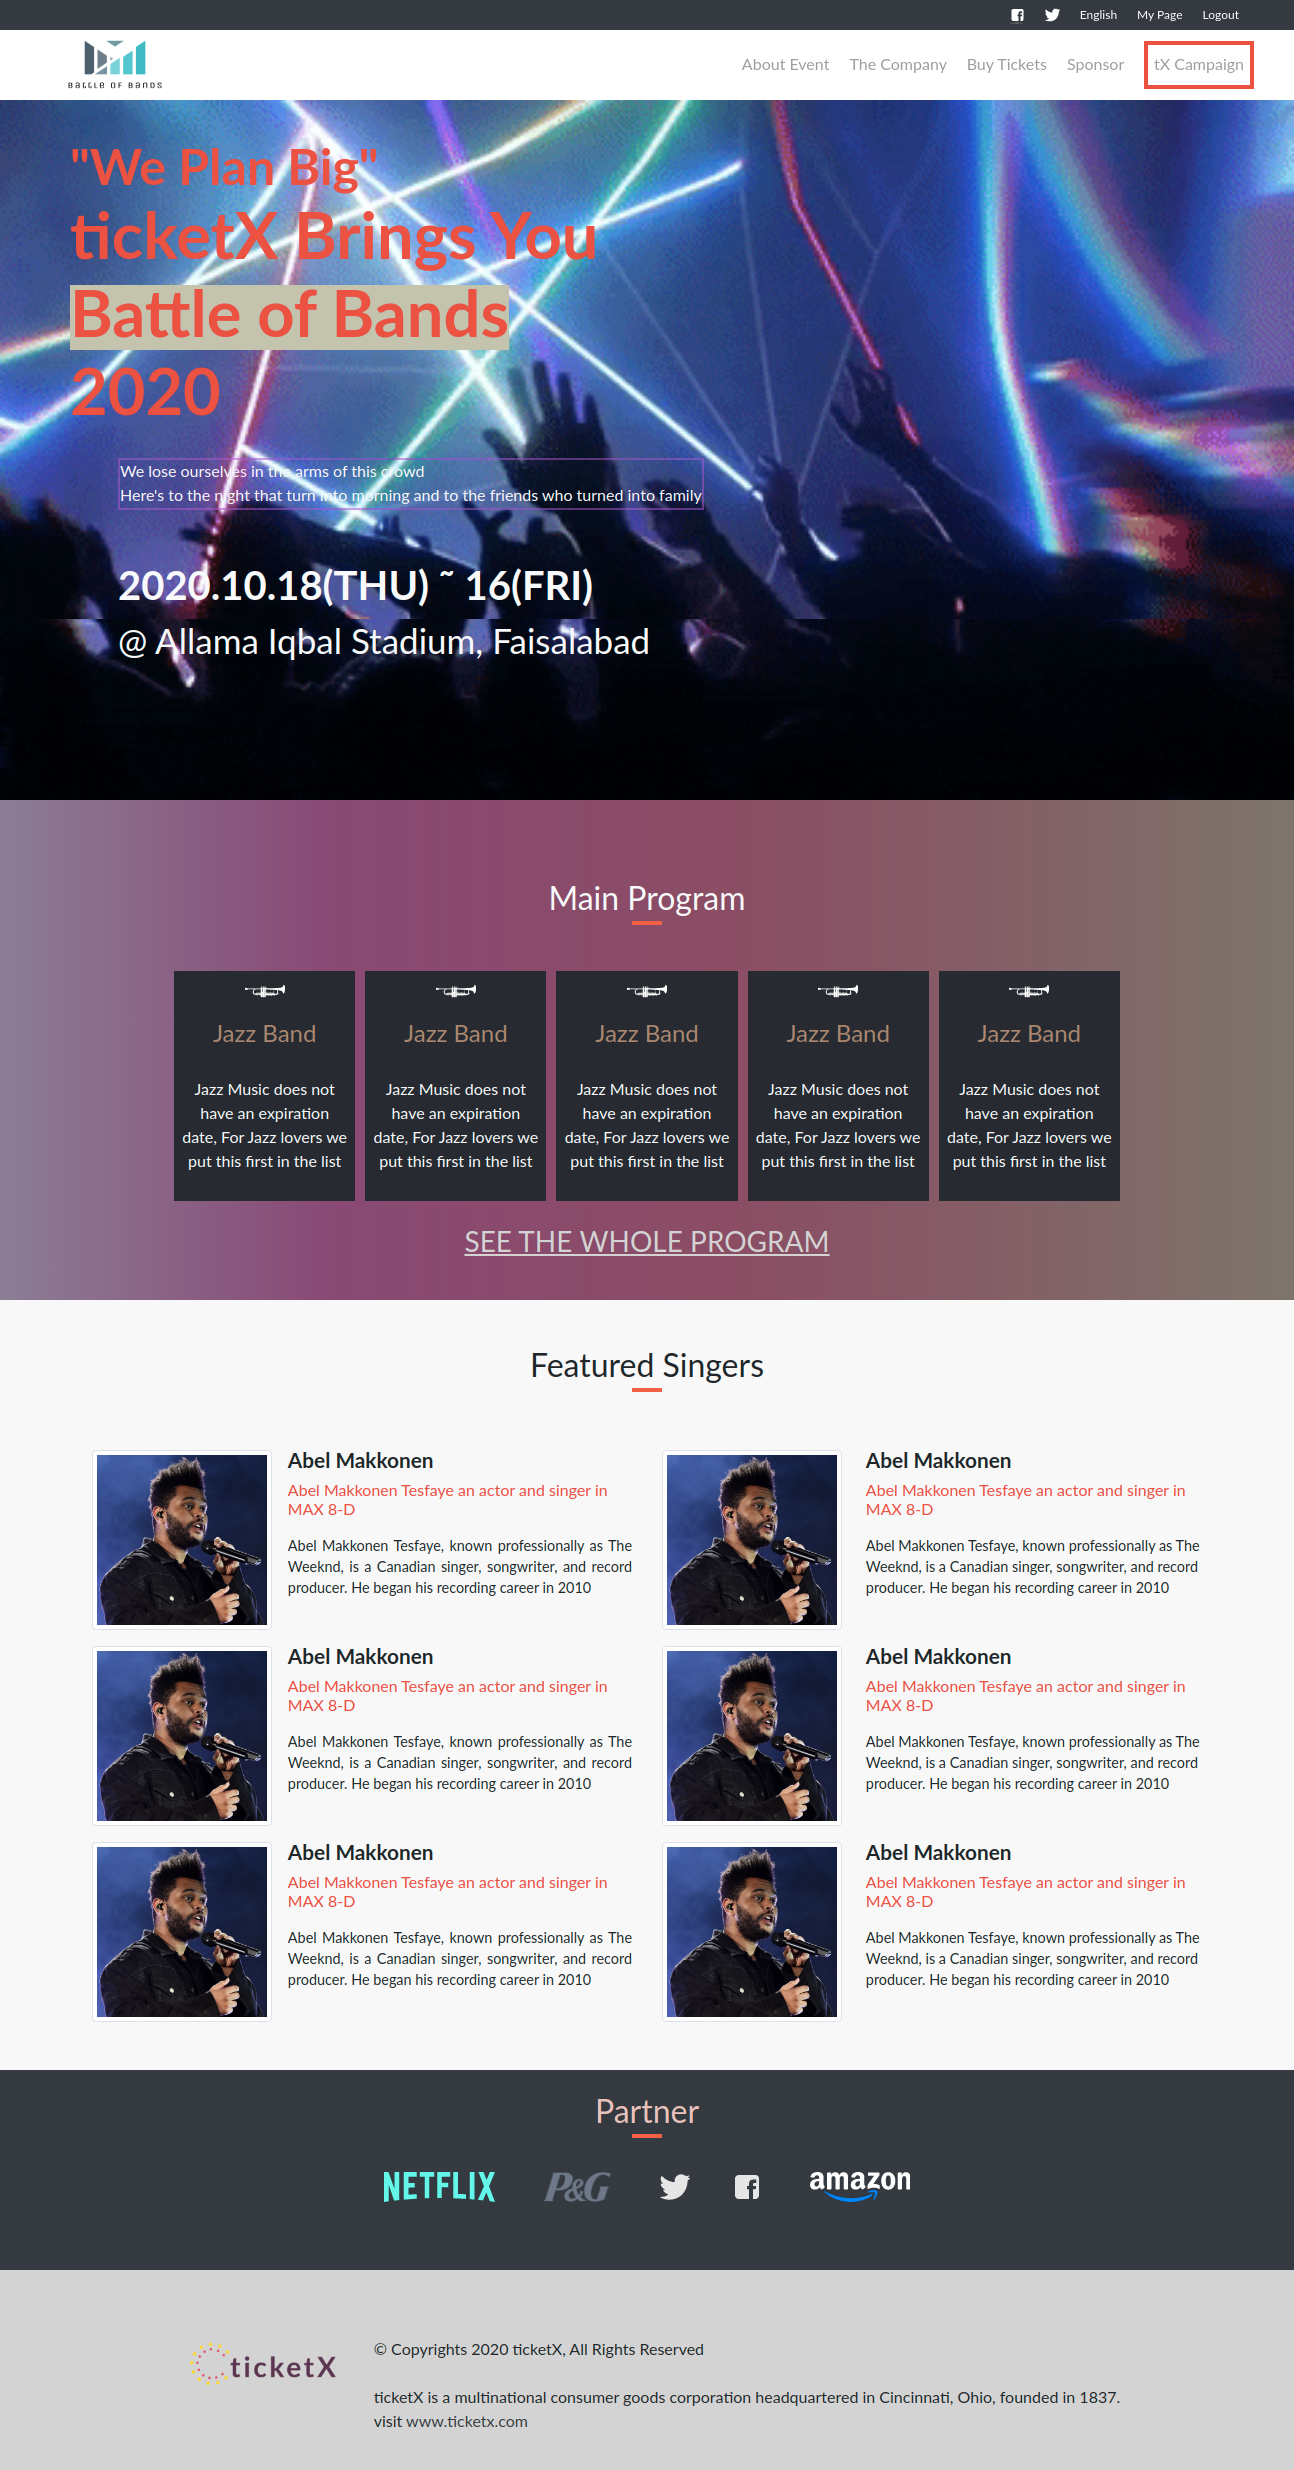 English My Page Logout
BATTLE OF BANDS
About Event The Company Buy Tickets Sponsor tX Campaign
"We Plan Big"
ticketX Brings You
Battle of Bands
2020
We lose ourselves in the arms of this crowd
Here's to the night that turn into morning and to the friends who turned into family
2020.10.18(THU) ~ 16(FRI)
@ Allama Iqbal Stadium, Faisalabad
Main Program
Jazz Band
Jazz Music does not
have an expiration
date, For Jazz lovers we
put this first in the list
Jazz Band
Jazz Music does not
have an expiration
date, For Jazz lovers we
put this first in the list
Jazz Band
Jazz Music does not
have an expiration
date, For Jazz lovers we
put this first in the list
Jazz Band
Jazz Music does not
have an expiration
date, For Jazz lovers we
put this first in the list
Jazz Band
Jazz Music does not
have an expiration
date, For Jazz lovers we
put this first in the list
SEE THE WHOLE PROGRAM
Featured Singers
Abel Makkonen
Abel Makkonen Tesfaye an actor and singer in
MAX 8-D
Abel Makkonen Tesfaye, known professionally as The
Weeknd, is a Canadian singer, songwriter, and record
producer. He began his recording career in 2010
Abel Makkonen
Abel Makkonen Tesfaye an actor and singer in
MAX 8-D
Abel Makkonen Tesfaye, known professionally as The
Weeknd, is a Canadian singer, songwriter, and record
producer. He began his recording career in 2010
Abel Makkonen
Abel Makkonen Tesfaye an actor and singer in
MAX 8-D
Abel Makkonen Tesfaye, known professionally as The
Weeknd, is a Canadian singer, songwriter, and record
producer. He began his recording career in 2010
Abel Makkonen
Abel Makkonen Tesfaye an actor and singer in
MAX 8-D
Abel Makkonen Tesfaye, known professionally as The
Weeknd, is a Canadian singer, songwriter, and record
producer. He began his recording career in 2010
Abel Makkonen
Abel Makkonen Tesfaye an actor and singer in
MAX 8-D
Abel Makkonen Tesfaye, known professionally as The
Weeknd, is a Canadian singer, songwriter, and record
producer. He began his recording career in 2010
Abel Makkonen
Abel Makkonen Tesfaye an actor and singer in
MAX 8-D
Abel Makkonen Tesfaye, known professionally as The
Weeknd, is a Canadian singer, songwriter, and record
producer. He began his recording career in 2010
Partner
NETFLIX P&G amazon
ticketX
© Copyrights 2020 ticketX, All Rights Reserved
ticketX is a multinational consumer goods corporation headquartered in Cincinnati, Ohio, founded in 1837.
visit www.ticketx.com